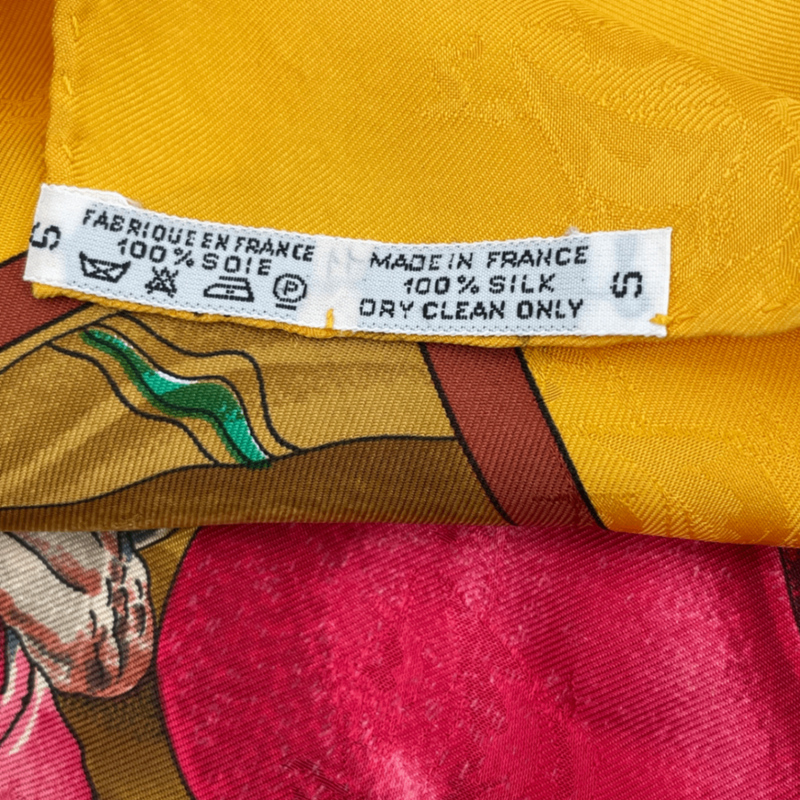 S
FABRIQUE EN FRANCE
100% SOIE
P
MADE IN FRANCE
100% SILK
DRY CLEAN ONLY
S